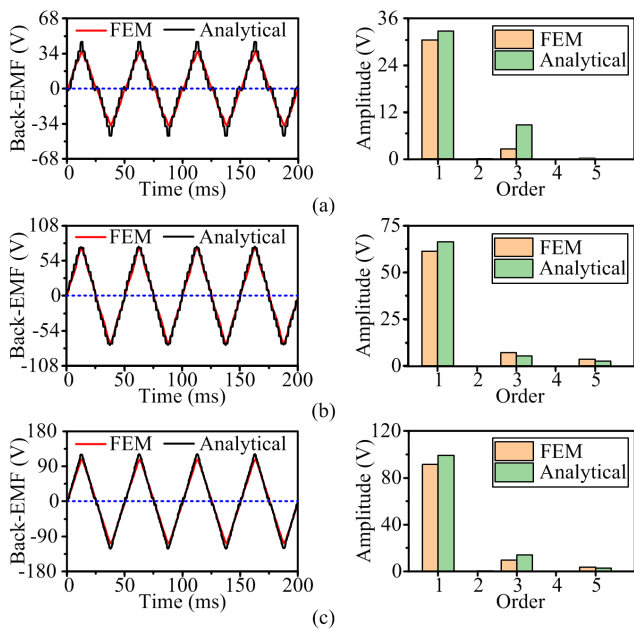 68
34
0
-34
-68
Back-EMF (V)
FEM Analytical
0 50 100 150 200
Time (ms)
36
24
12
0
Amplitude (V)
FEM
Analytical
1 2 3 4 5
Order
(a)
108
54
0
-54
-108
Back-EMF (V)
FEM Analytical
0 50 100 150 200
Time (ms)
75
50
25
0
Amplitude (V)
FEM
Analytical
1 2 3 4 5
Order
(b)
180
90
0
-90
-180
Back-EMF (V)
FEM Analytical
0 50 100 150 200
Time (ms)
120
80
40
0
Amplitude (V)
FEM
Analytical
1 2 3 4 5
Order
(c)